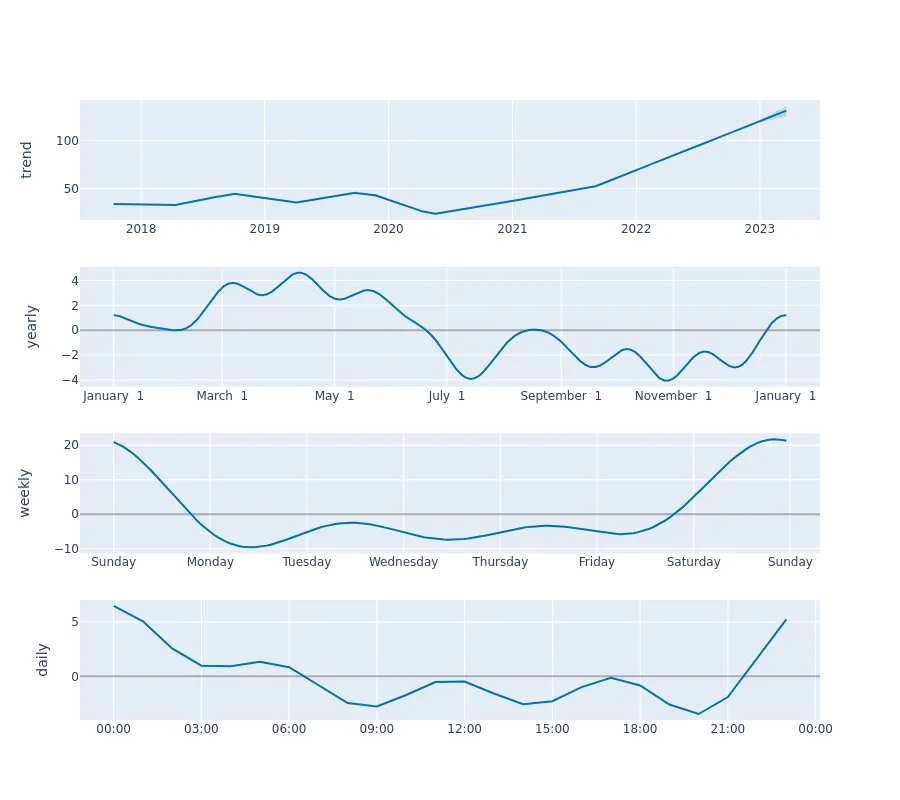 trend
100
50
2018 2019 2020 2021 2022 2023
yearly
4
2
0
−2
−4
January 1 March 1 May 1 July 1 September 1 November 1 January 1
weekly
20
10
0
−10
Sunday Monday Tuesday Wednesday Thursday Friday Saturday Sunday
daily
5
0
00:00 03:00 06:00 09:00 12:00 15:00 18:00 21:00 00:00